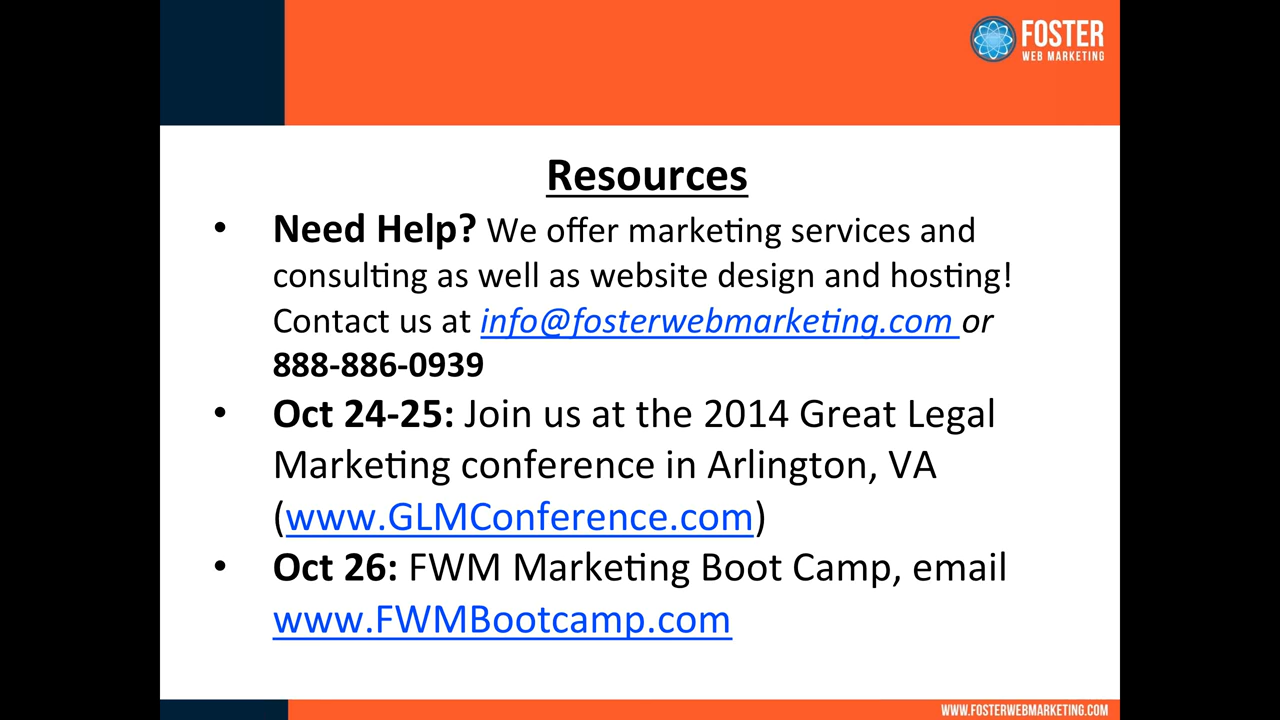 FOSTER
WEB MARKETING
Resources
• Need Help? We offer marketing services and
consulting as well as website design and hosting!
Contact us at info@fosterwebmarketing.com or
888-886-0939
• Oct 24-25: Join us at the 2014 Great Legal
Marketing conference in Arlington, VA
(www.GLMConference.com)
• Oct 26: FWM Marketing Boot Camp, email
www.FWMBootcamp.com
WWW.FOSTERWEBMARKETING.COM